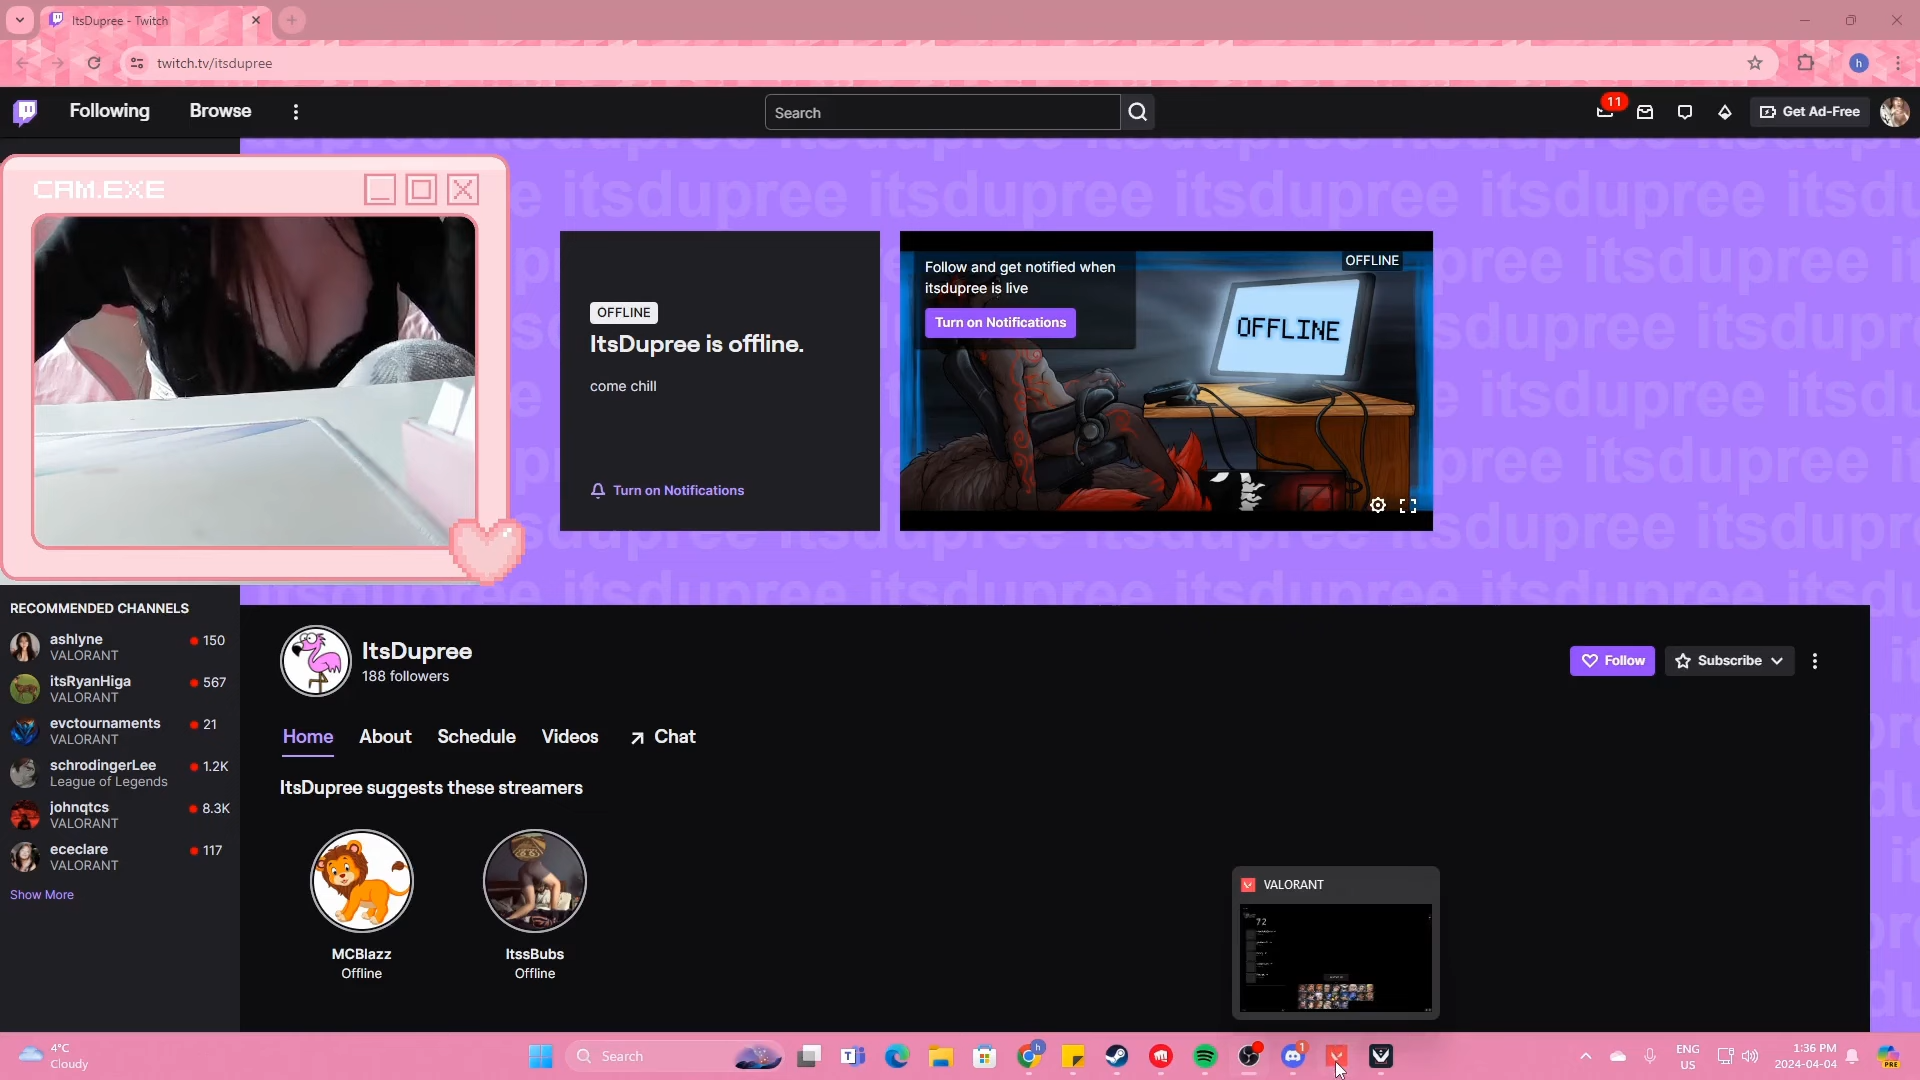 ItsDupree - Twitch
twitch.tv/itsdupree
h
Following
Browse
Search
11
Get Ad-Free
CAM.EXE
itsdupree itsdupree itsdupree
OFFLINE
ItsDupree is offline.
come chill
Turn on Notifications
Follow and get notified when
itsdupree is live
Turn on Notifications
OFFLINE
OFFLINE
RECOMMENDED CHANNELS
ashlyne
150
VALORANT
itsRyanHiga
567
VALORANT
evctournaments
21
VALORANT
schrodingerLee
1.2K
League of Legends
johnqtcs
8.3K
VALORANT
ececlare
117
VALORANT
Show More
ItsDupree
188 followers
Follow
Subscribe
Home
About
Schedule
Videos
Chat
ItsDupree suggests these streamers
MCBlazz
Offline
ItssBubs
Offline
VALORANT
72
4°C
Cloudy
Search
h
1
ENG
US
1:36 PM
2024-04-04
PRE